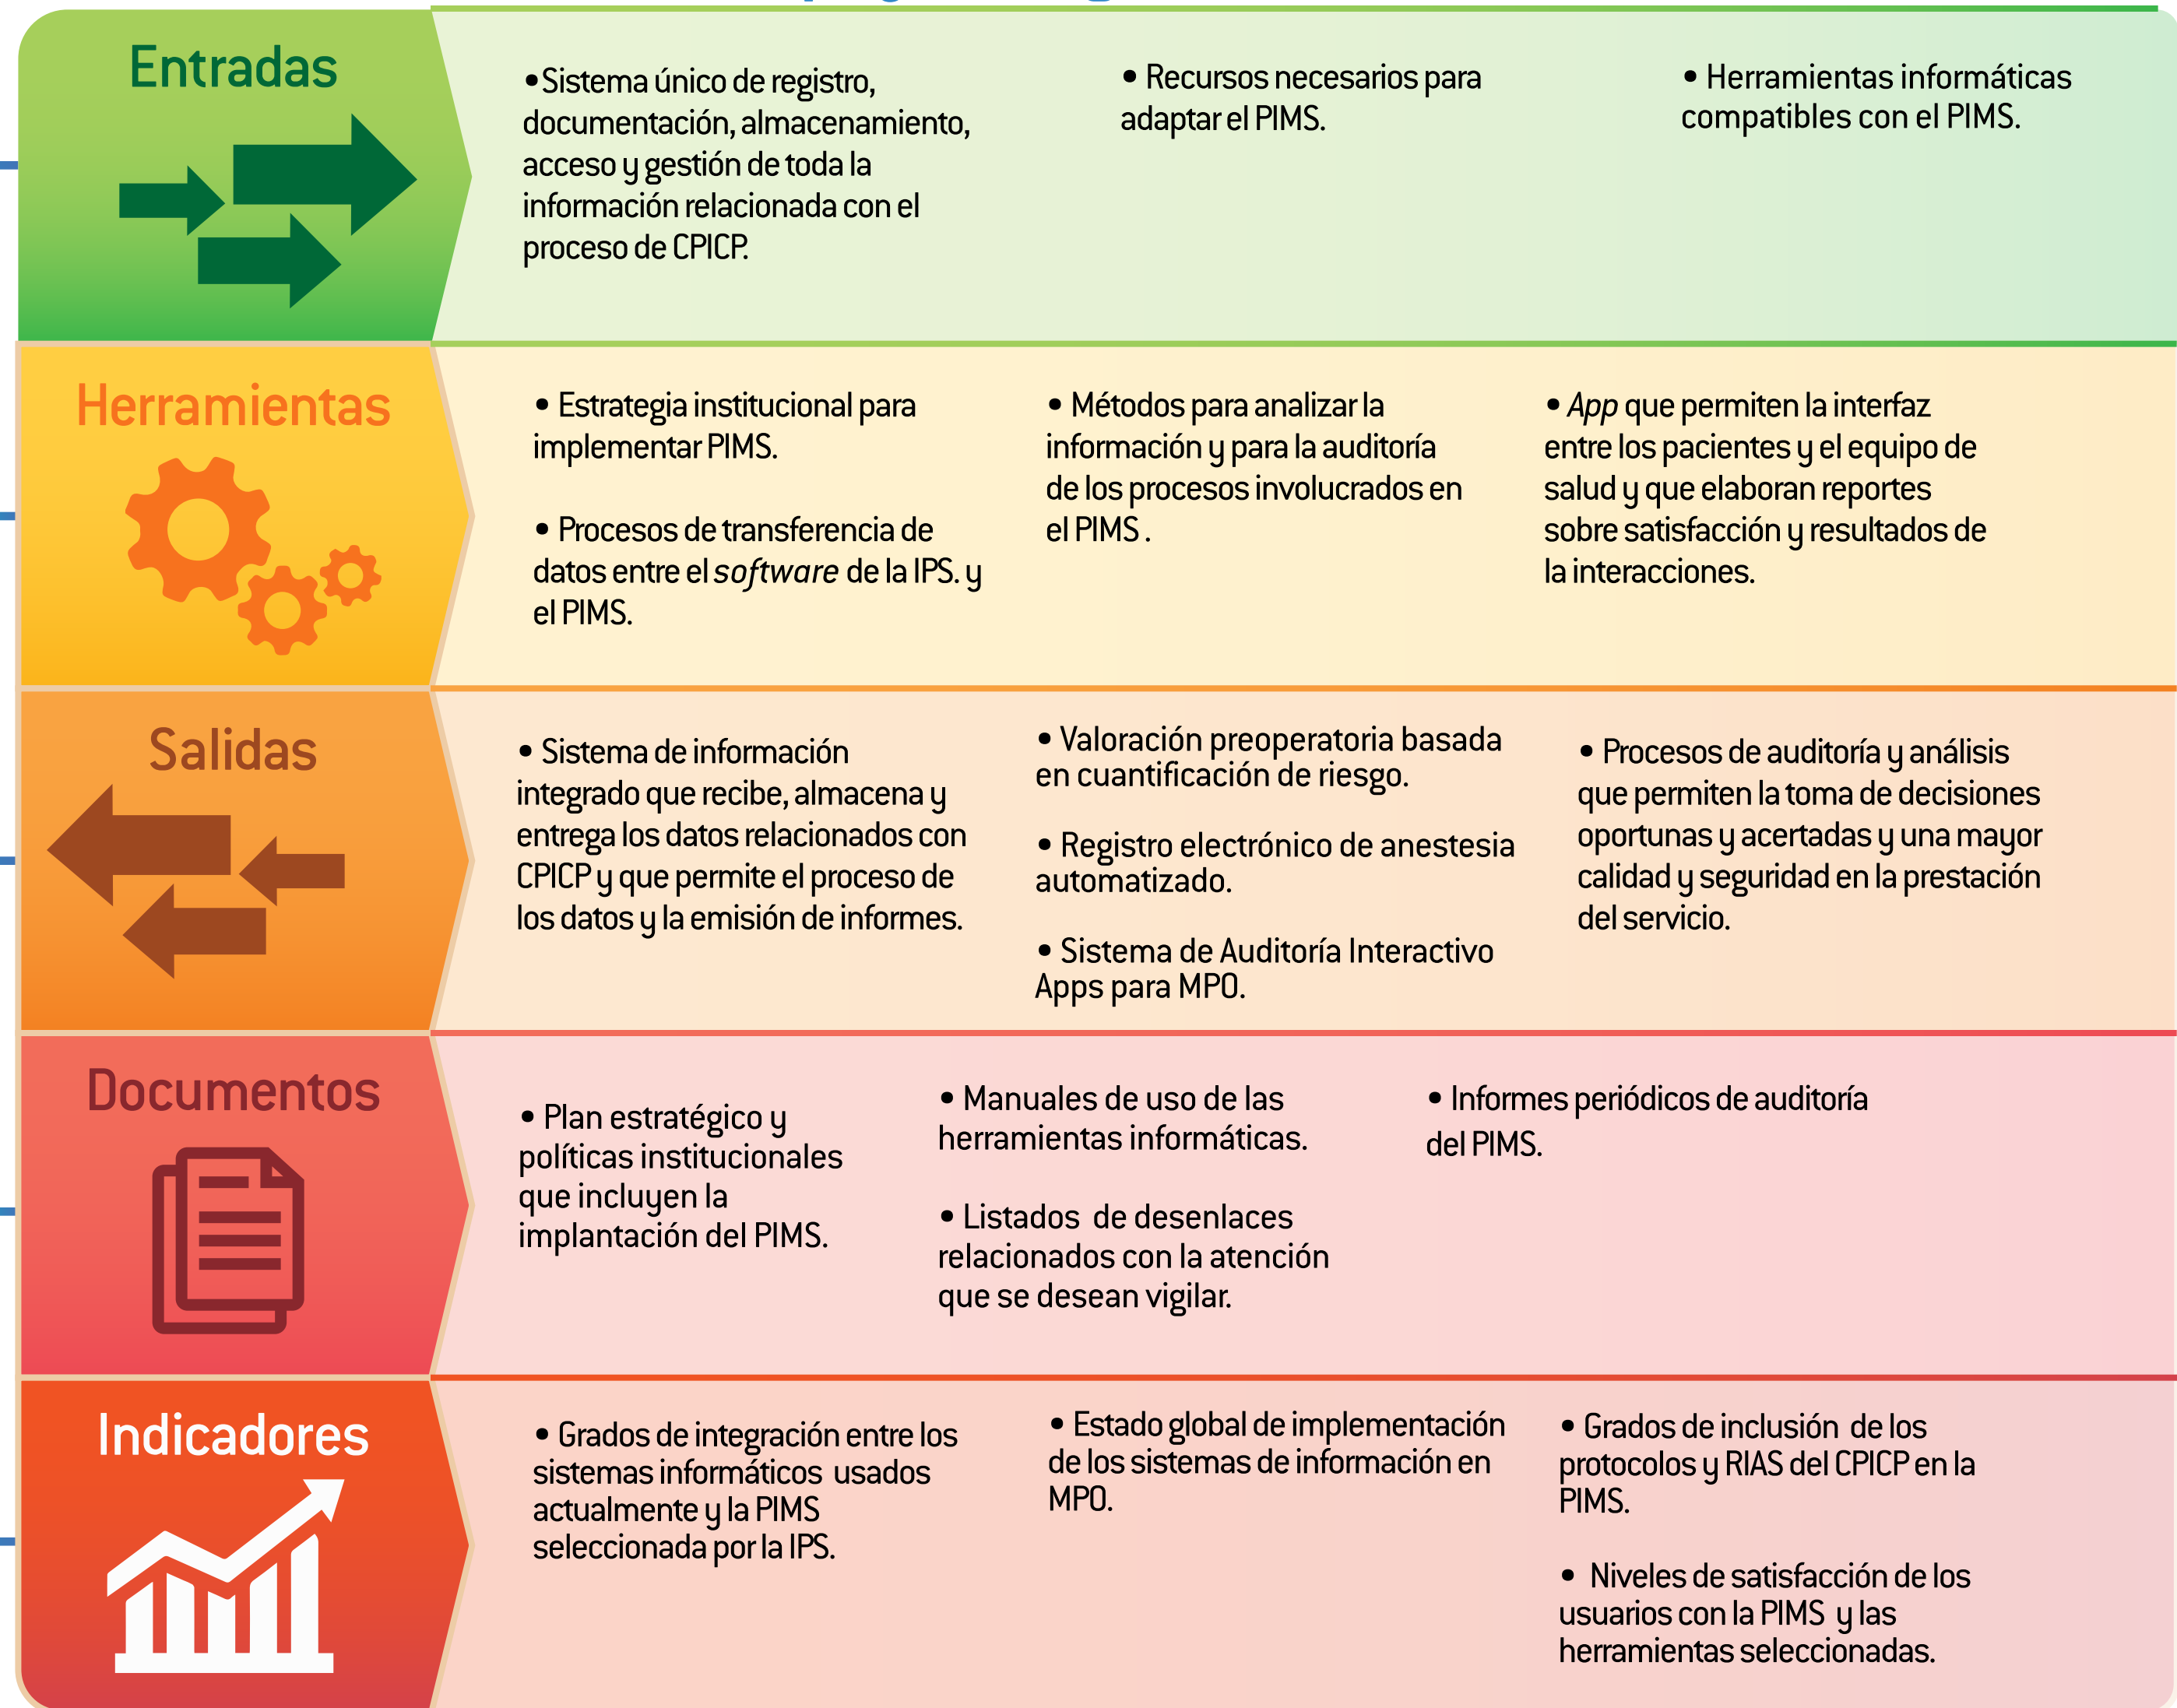 Entradas
•Sistema único de registro,
documentación, almacenamiento,
acceso y gestión de toda la
información relacionada con el
proceso de CPICP.
• Recursos necesarios para
adaptar el PIMS.
• Herramientas informáticas
compatibles con el PIMS.
Herramientas
• Estrategia institucional para
implementar PIMS.
• Procesos de transferencia de
datos entre el software de la IPS. y
el PIMS.
• Métodos para analizar la
información y para la auditoría
de los procesos involucrados en
el PIMS .
• App que permiten la interfaz
entre los pacientes y el equipo de
salud y que elaboran reportes
sobre satisfacción y resultados de
la interacciones.
Salidas
• Sistema de información
integrado que recibe, almacena y
entrega los datos relacionados con
CPICP y que permite el proceso de
los datos y la emisión de informes.
• Valoración preoperatoria basada
en cuantificación de riesgo.
• Registro electrónico de anestesia
automatizado.
• Sistema de Auditoría Interactivo
Apps para MPO.
• Procesos de auditoría y análisis
que permiten la toma de decisiones
oportunas y acertadas y una mayor
calidad y seguridad en la prestación
del servicio.
Documentos
• Plan estratégico y
políticas institucionales
que incluyen la
implantación del PIMS.
• Manuales de uso de las
herramientas informáticas.
• Listados de desenlaces
relacionados con la atención
que se desean vigilar.
• Informes periódicos de auditoría
del PIMS.
Indicadores
• Grados de integración entre los
sistemas informáticos usados
actualmente y la PIMS
seleccionada por la IPS.
• Estado global de implementación
de los sistemas de información en
MPO.
• Grados de inclusión de los
protocolos y RIAS del CPICP en la
PIMS.
• Niveles de satisfacción de los
usuarios con la PIMS y las
herramientas seleccionadas.